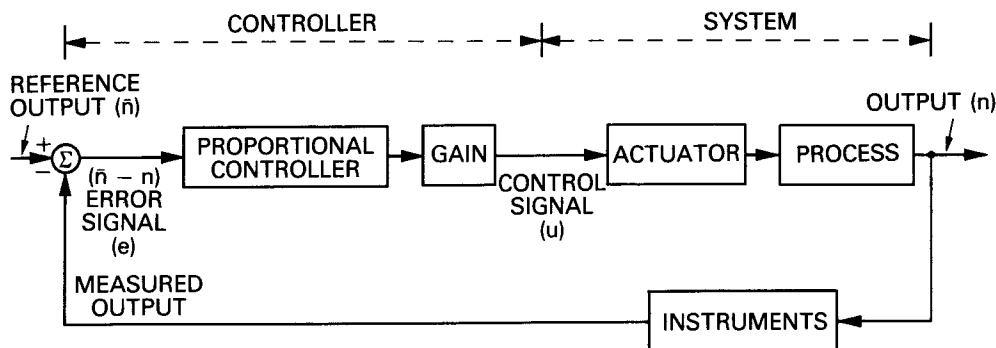 CONTROLLER
SYSTEM
REFERENCE
OUTPUT (n̄)
OUTPUT (n)
+
Σ
−
PROPORTIONAL
CONTROLLER
GAIN
ACTUATOR
PROCESS
(n̄ − n)
ERROR
SIGNAL
(e)
CONTROL
SIGNAL
(u)
MEASURED
OUTPUT
INSTRUMENTS